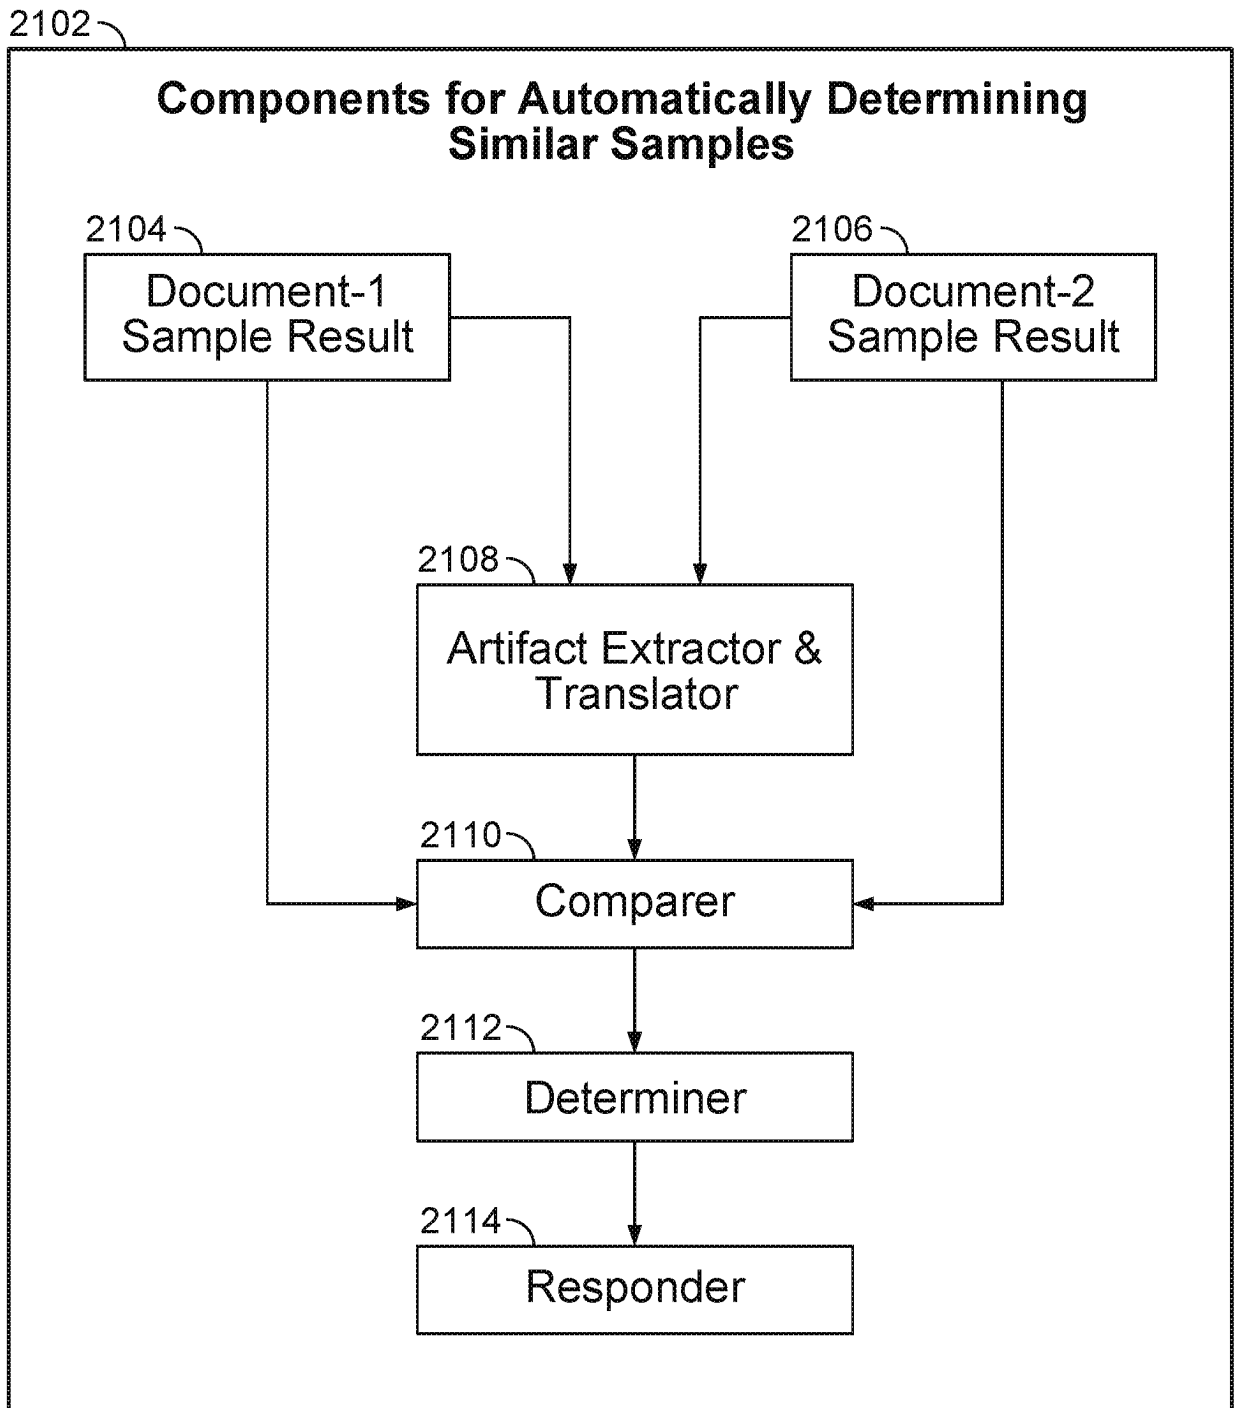 2102
Components for Automatically Determining
Similar Samples
2104
Document-1
Sample Result
2106
Document-2
Sample Result
2108
Artifact Extractor &
Translator
2110
Comparer
2112
Determiner
2114
Responder